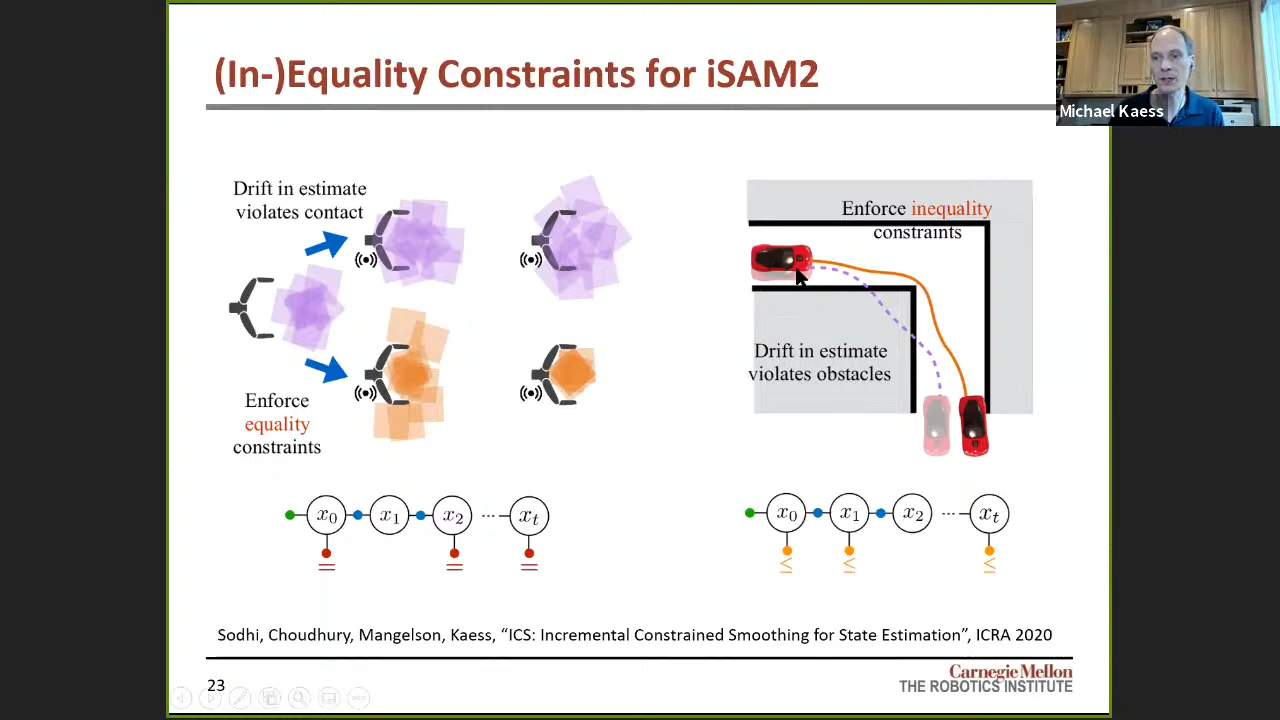 (In-)Equality Constraints for iSAM2
Michael Kaess
Drift in estimate
violates contact
Enforce
equality
constraints
Enforce inequality
constraints
Drift in estimate
violates obstacles
x0 x1 x2 ... xt
= = =
x0 x1 x2 ... xt
≤ ≤ ≤
Sodhi, Choudhury, Mangelson, Kaess, “ICS: Incremental Constrained Smoothing for State Estimation”, ICRA 2020
23
Carnegie Mellon
THE ROBOTICS INSTITUTE